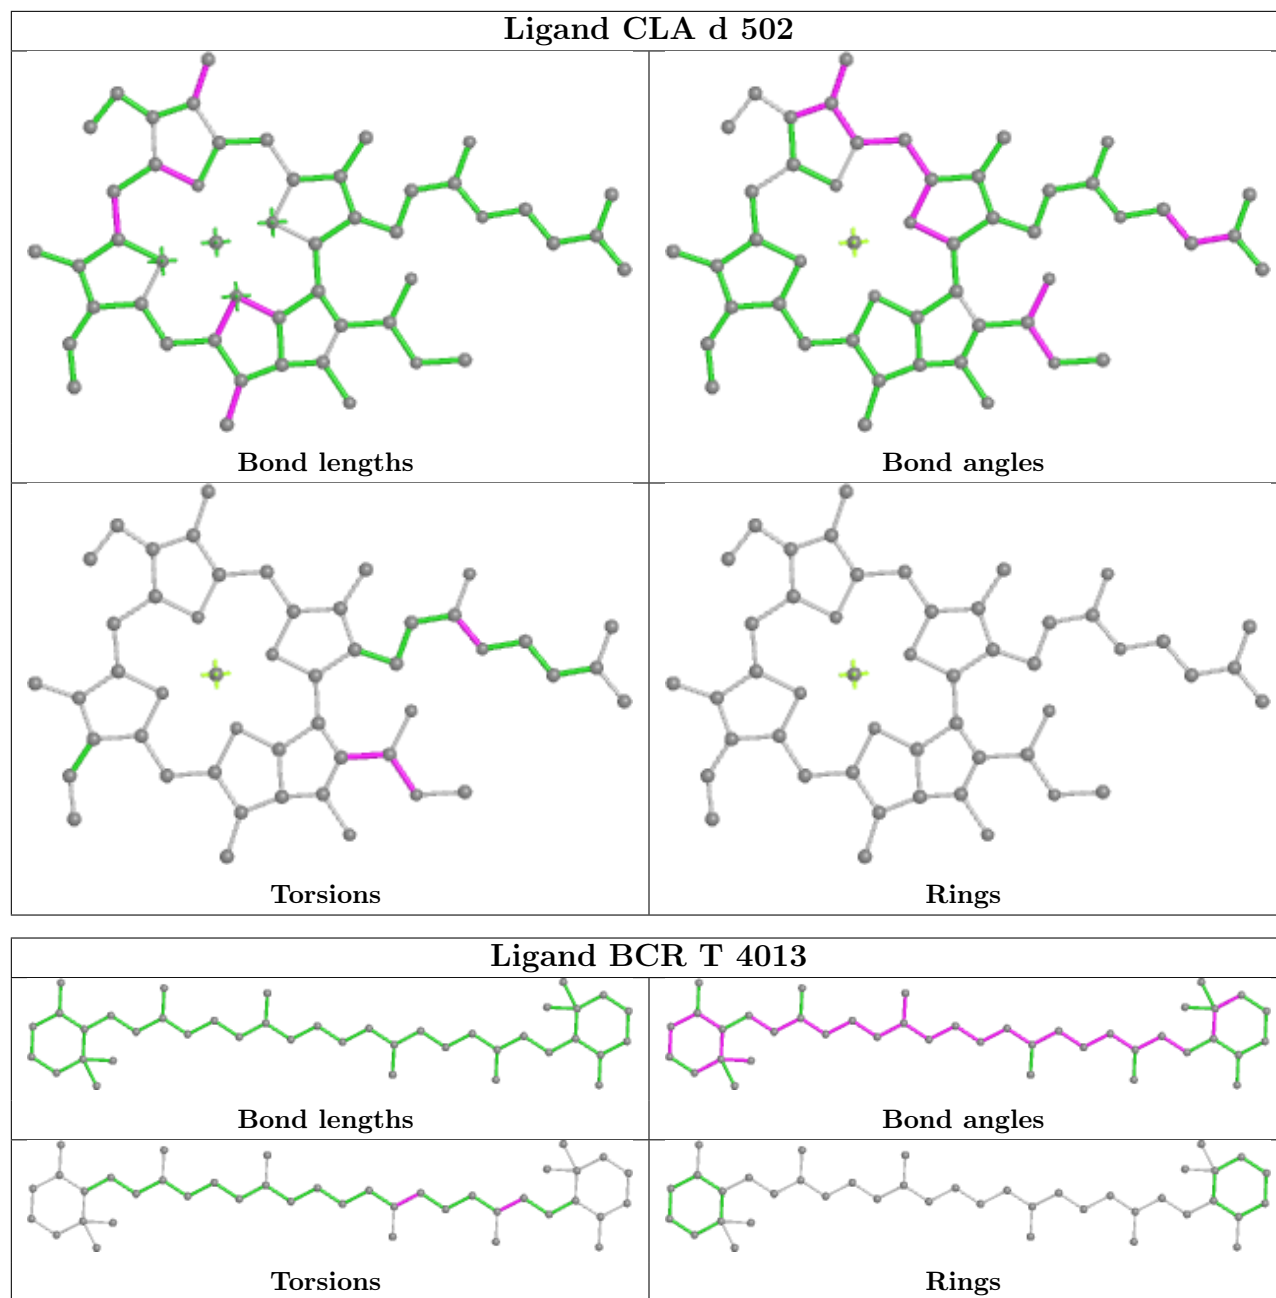 Ligand CLA d 502
Bond lengths
Bond angles
Torsions
Rings
Ligand BCR T 4013
Bond lengths
Bond angles
Torsions
Rings